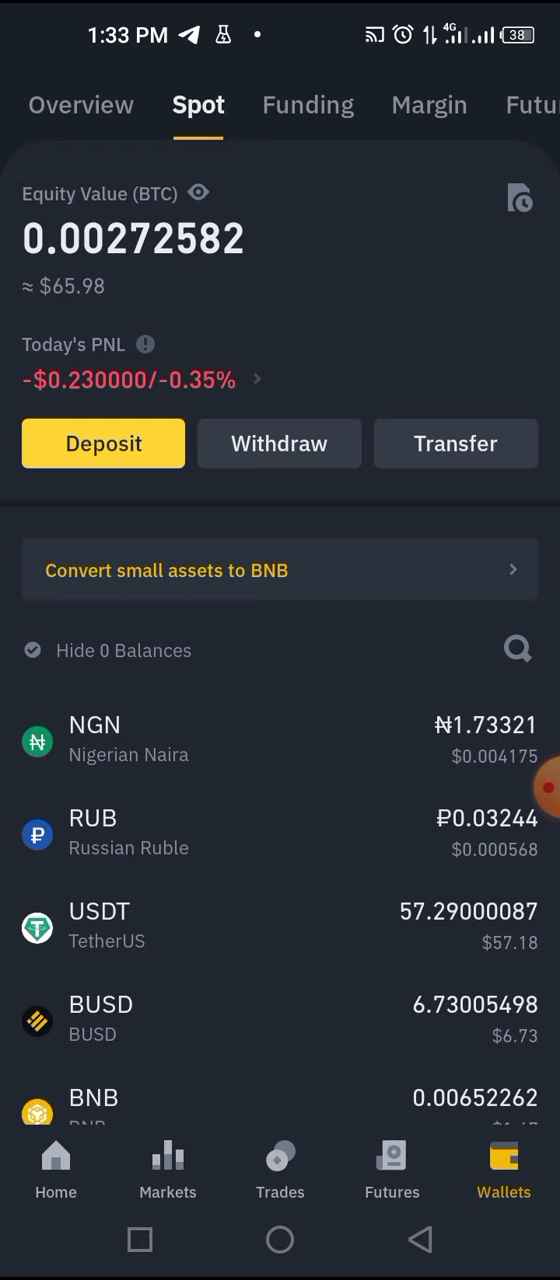 1:33 PM
4G
38
Overview Spot Funding Margin Futu
Equity Value (BTC)
0.00272582
≈ $65.98
Today's PNL
-$0.230000/-0.35%
Deposit Withdraw Transfer
Convert small assets to BNB
Hide 0 Balances
NGN ₦1.73321
Nigerian Naira $0.004175
RUB ₽0.03244
Russian Ruble $0.000568
USDT 57.29000087
TetherUS $57.18
BUSD 6.73005498
BUSD $6.73
BNB 0.00652262
Home Markets Trades Futures Wallets